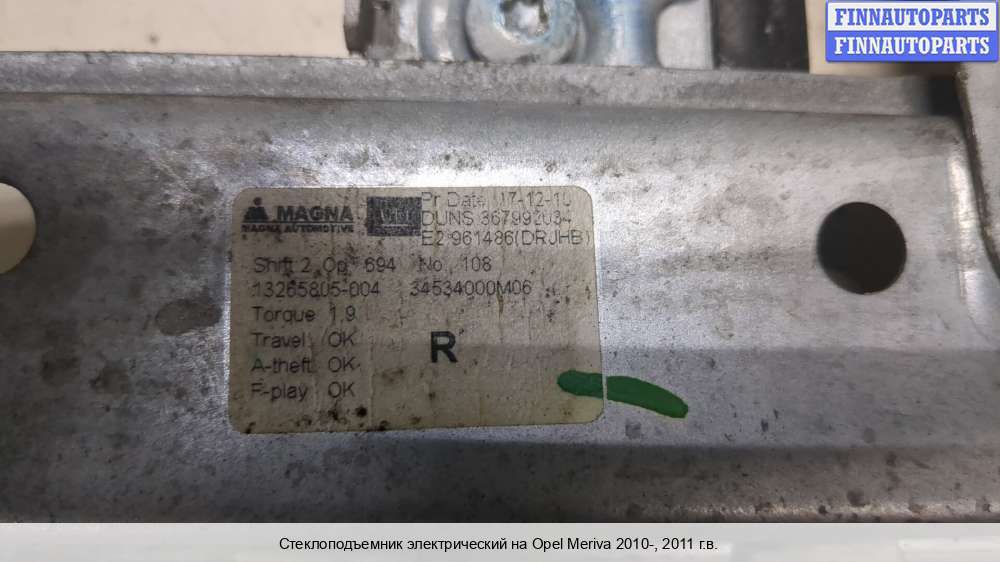 FINNAUTOPARTS
FINNAUTOPARTS
MAGNA
MAGNA AUTOMOTIVE
Pr Date 17-12-10
DUNS 367992034
E2 961486(DRJHB)
Shift 2 Op 694 No. 108
13265805-004 34534000M06
Torque 1.9
Travel OK
R
A-theft OK
F-play OK
Стеклоподъемник электрический на Opel Meriva 2010-, 2011 г.в.